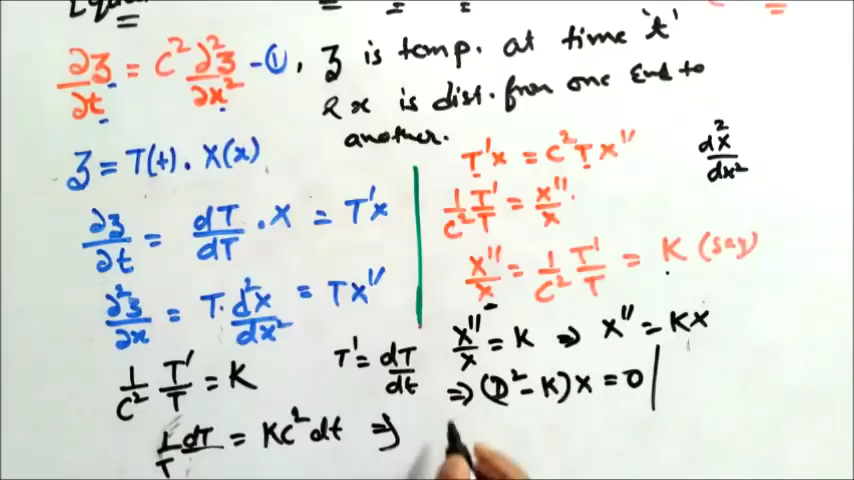 ∂z/∂t = c² ∂²z/∂x² - ①, z is temp. at time 't'
& x is dist. from one end to
another.
z = T(t) . X(x)
∂z/∂t = dT/dT . X = T'x
∂²z/∂x = T. d²x/dx² = TX''
T'x = c² T x''
d²x/dx²
1/c² T'/T = x''/x
x''/x = 1/c² T'/T = K (say)
x''/x = K ⇒ x'' = Kx
⇒ (D² - K) x = 0
1/c² T'/T = K
T' = dT/dt
1/T dT = Kc² dt ⇒